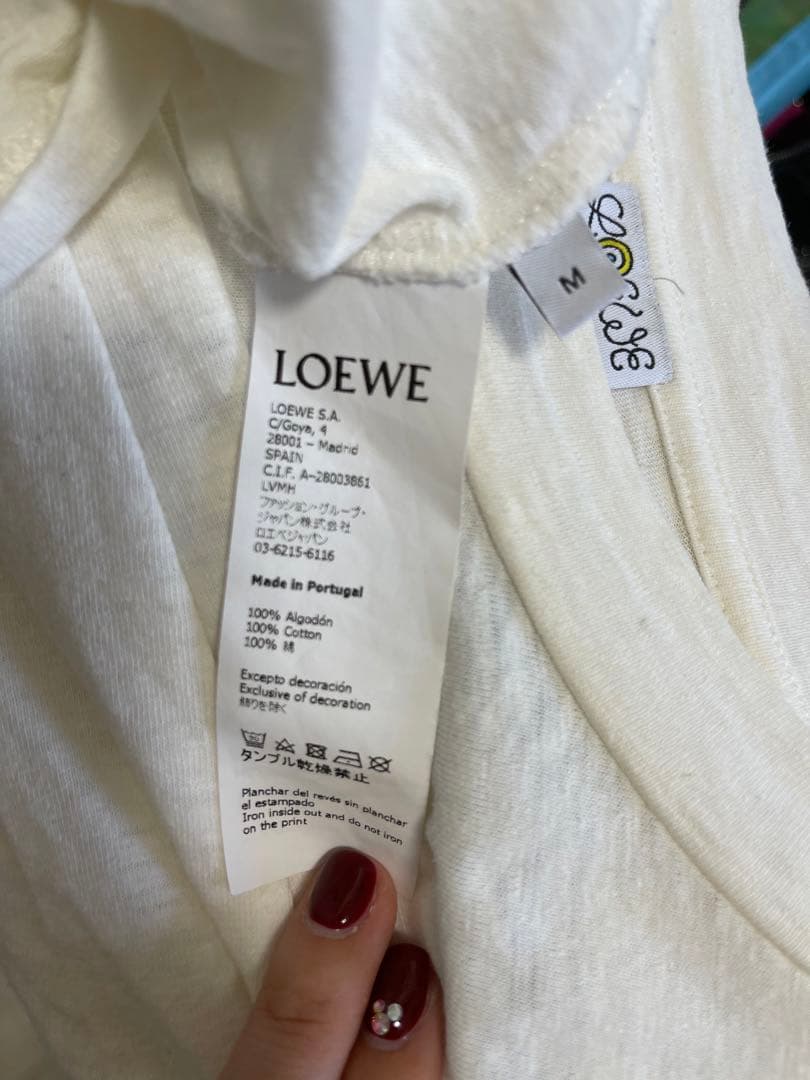 LOEWE
M
LOEWE
LOEWE S.A.
C/Goya, 4
28001 – Madrid
SPAIN
C.I.F. A-28003861
LVMH
ファッション・グループ・
ジャパン株式会社
ロエベジャパン
03-6215-6116
Made in Portugal
100% Algodón
100% Cotton
100% 綿
Excepto decoración
Exclusive of decoration
飾りを除く
タンブル乾燥禁止
Planchar del revés sin planchar
el estampado
Iron inside out and do not iron
on the print